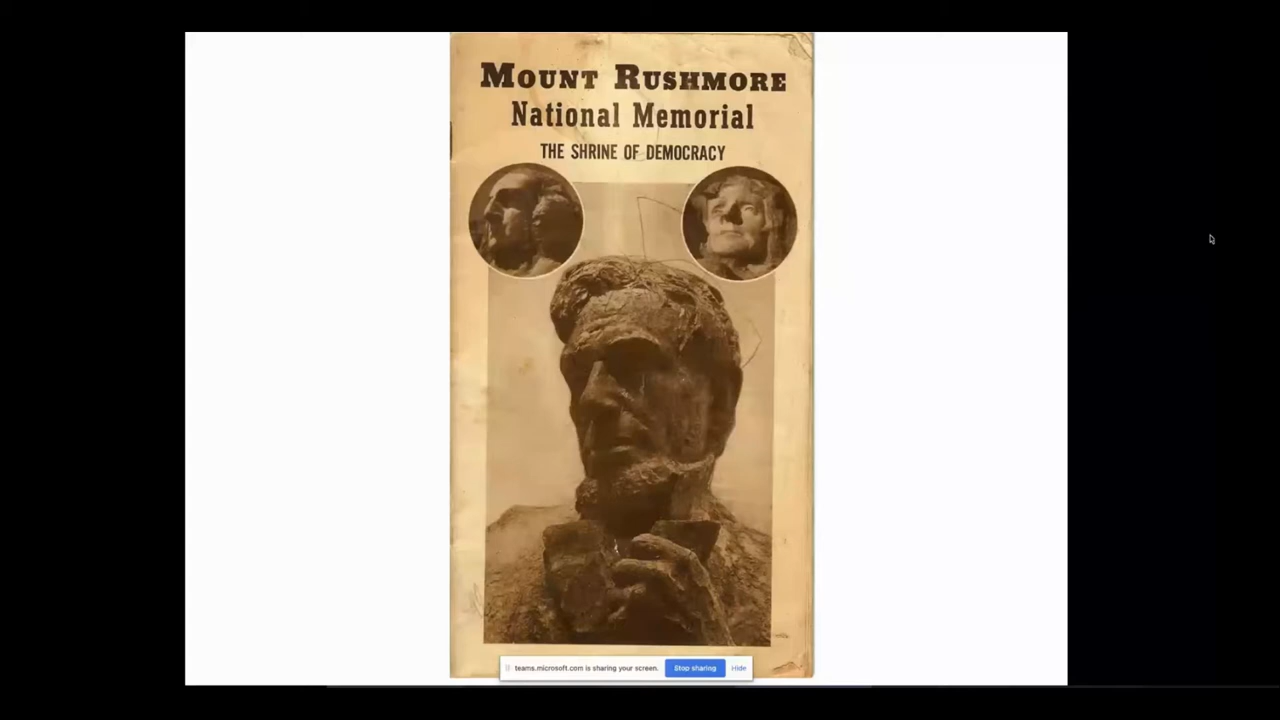 MOUNT RUSHMORE
National Memorial
THE SHRINE OF DEMOCRACY
teams.microsoft.com is sharing your screen.
Stop sharing
Hide